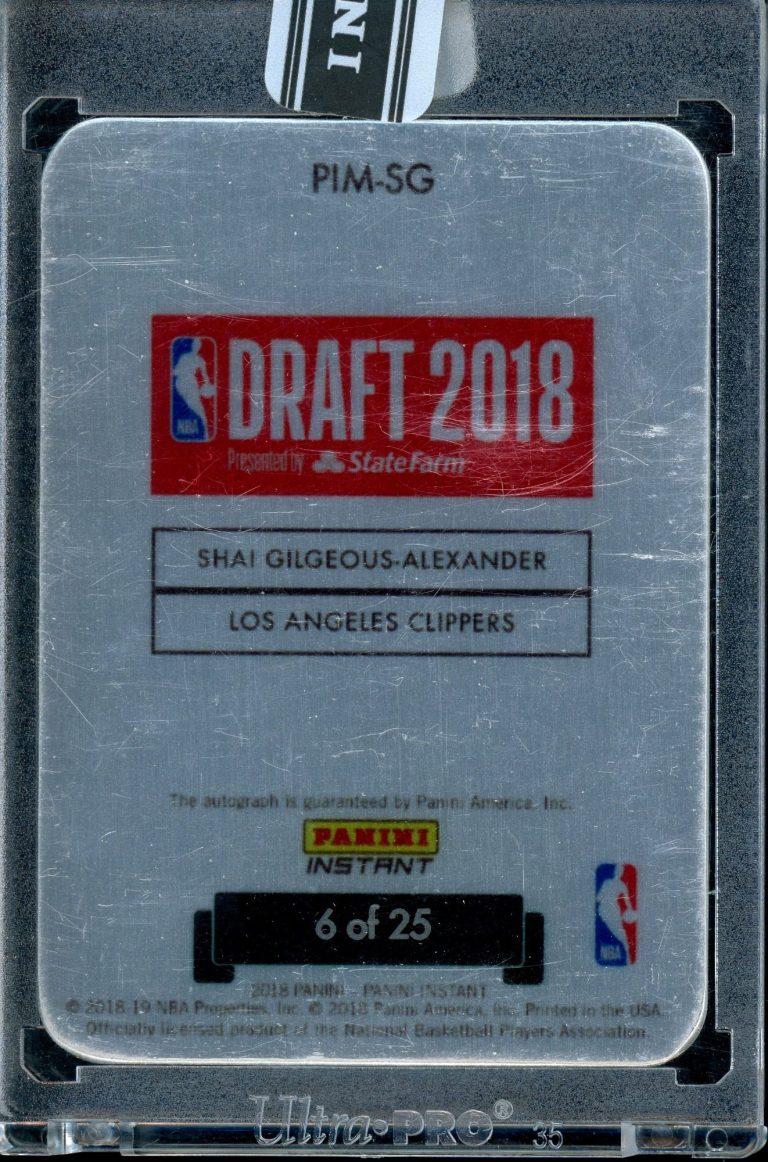 IN
PIM-SG
NBA
DRAFT 2018
Presented by StateFarm
SHAI GILGEOUS-ALEXANDER
LOS ANGELES CLIPPERS
The autograph is guaranteed by Panini America, Inc.
PANINI
INSTANT
6 of 25
NBA
2018 PANINI - PANINI INSTANT
© 2018-19 NBA Properties, Inc. © 2018 Panini America, Inc. Printed in the USA.
Officially licensed product of the National Basketball Players Association.
Ultra·PRO® 35